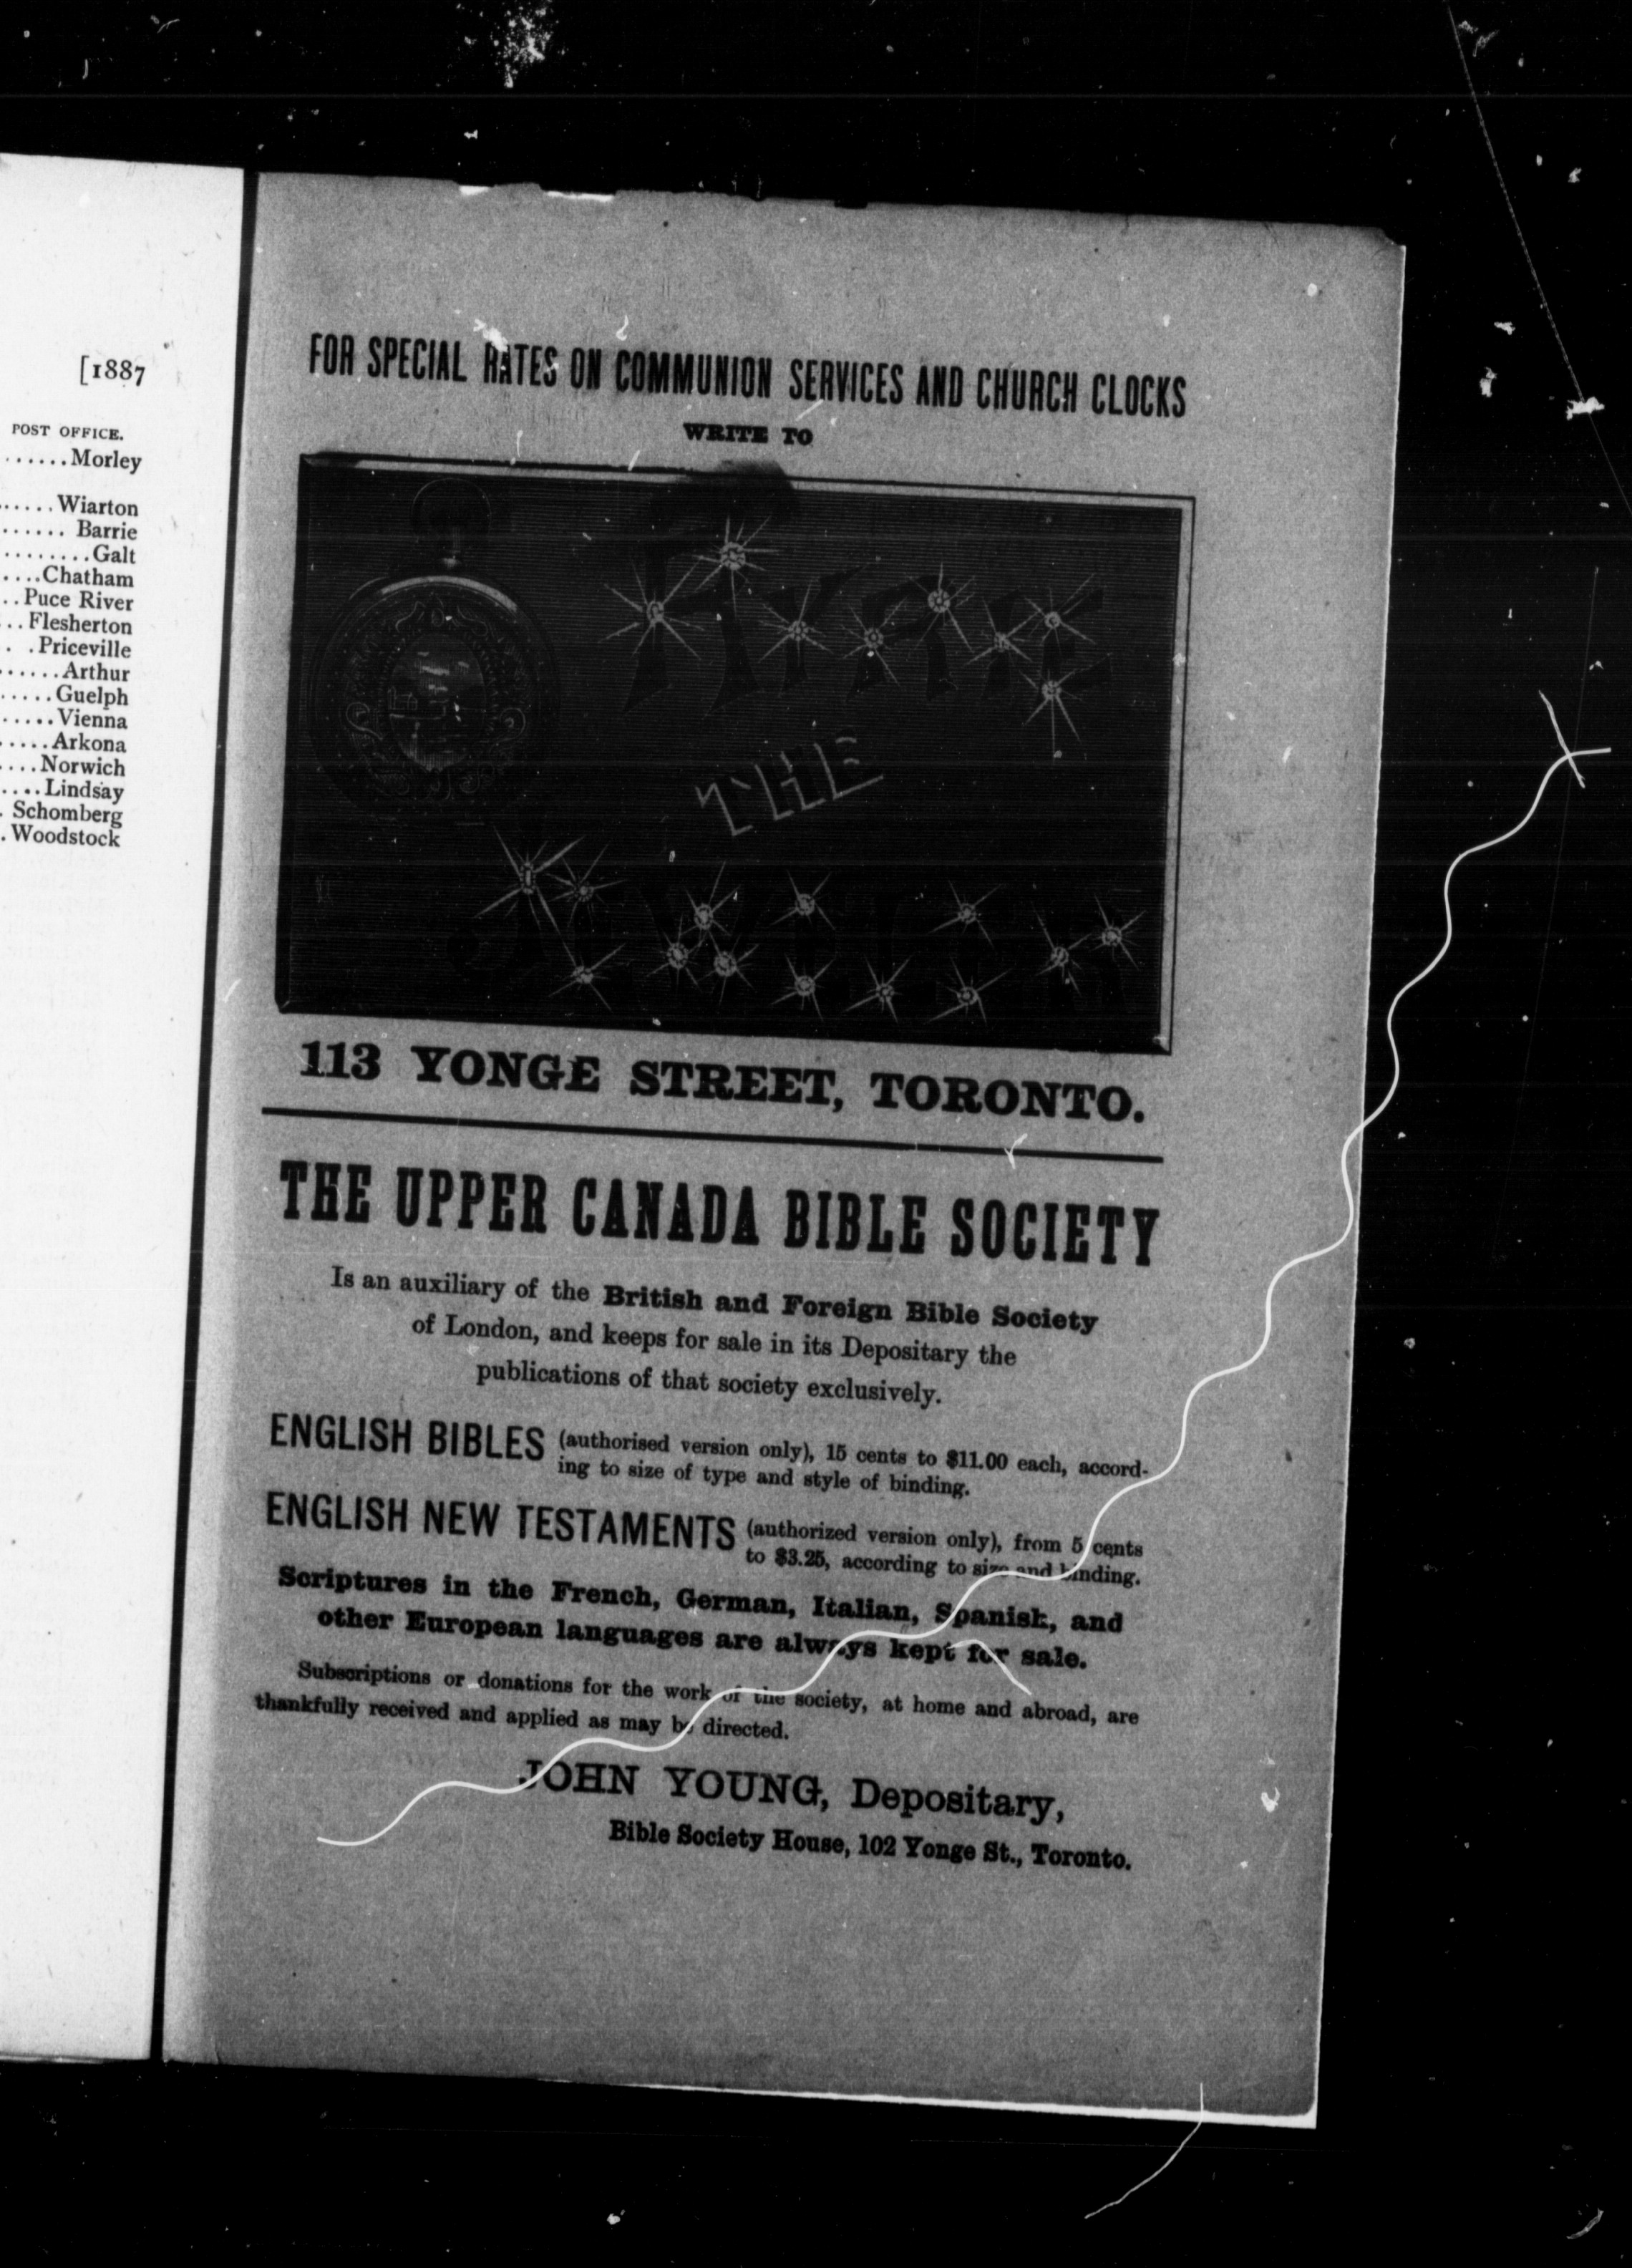 [1887
POST OFFICE.
......Morley
.....Wiarton
...... Barrie
........Galt
....Chatham
..Puce River
...Flesherton
. .Priceville
......Arthur
.....Guelph
.....Vienna
.....Arkona
....Norwich
....Lindsay
. Schomberg
.Woodstock
FOR SPECIAL RATES ON COMMUNION SERVICES AND CHURCH CLOCKS
WRITE TO
THE
113 YONGE STREET, TORONTO.
THE UPPER CANADA BIBLE SOCIETY
Is an auxiliary of the British and Foreign Bible Society
of London, and keeps for sale in its Depositary the
publications of that society exclusively.
ENGLISH BIBLES (authorised version only), 15 cents to $11.00 each, accord-
ing to size of type and style of binding.
ENGLISH NEW TESTAMENTS (authorized version only), from 5 cents
to $3.25, according to size and binding.
Scriptures in the French, German, Italian, Spanish, and
other European languages are always kept for sale.
Subscriptions or donations for the work of the society, at home and abroad, are
thankfully received and applied as may be directed.
JOHN YOUNG, Depositary,
Bible Society House, 102 Yonge St., Toronto.